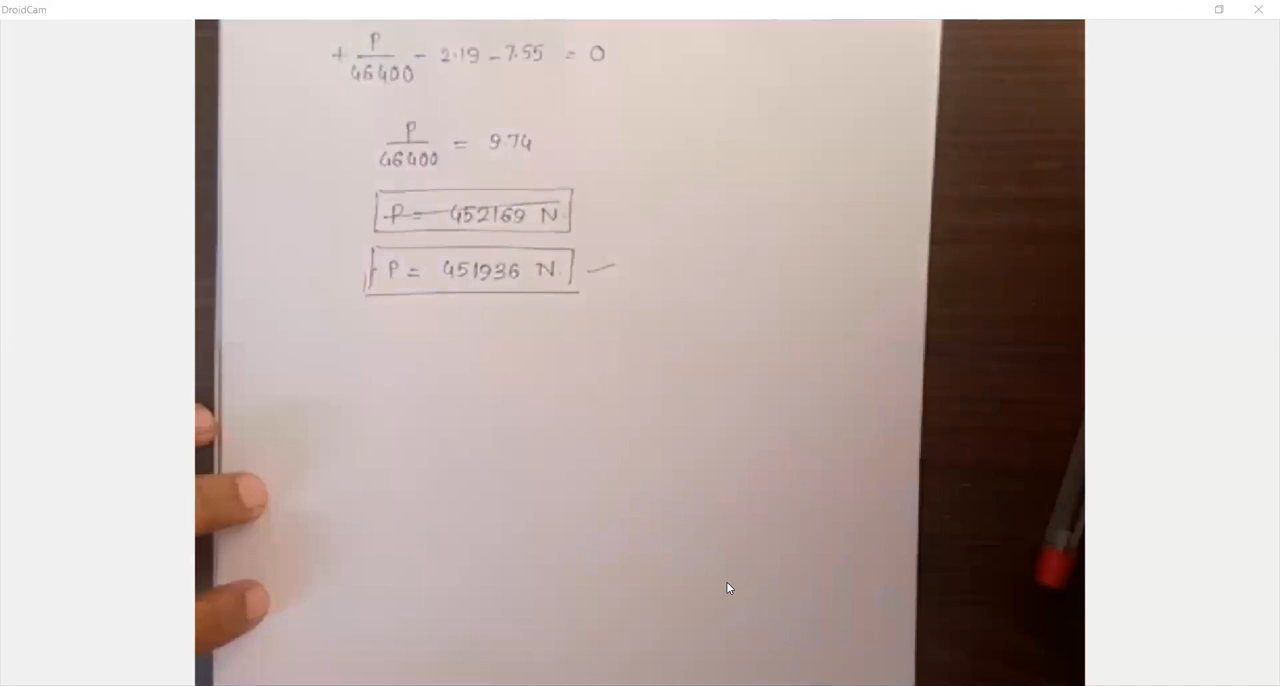 DroidCam
+ P/46400 - 2.19 - 7.55 = 0
P/46400 = 9.74
P = 452169 N.
P = 451936 N.